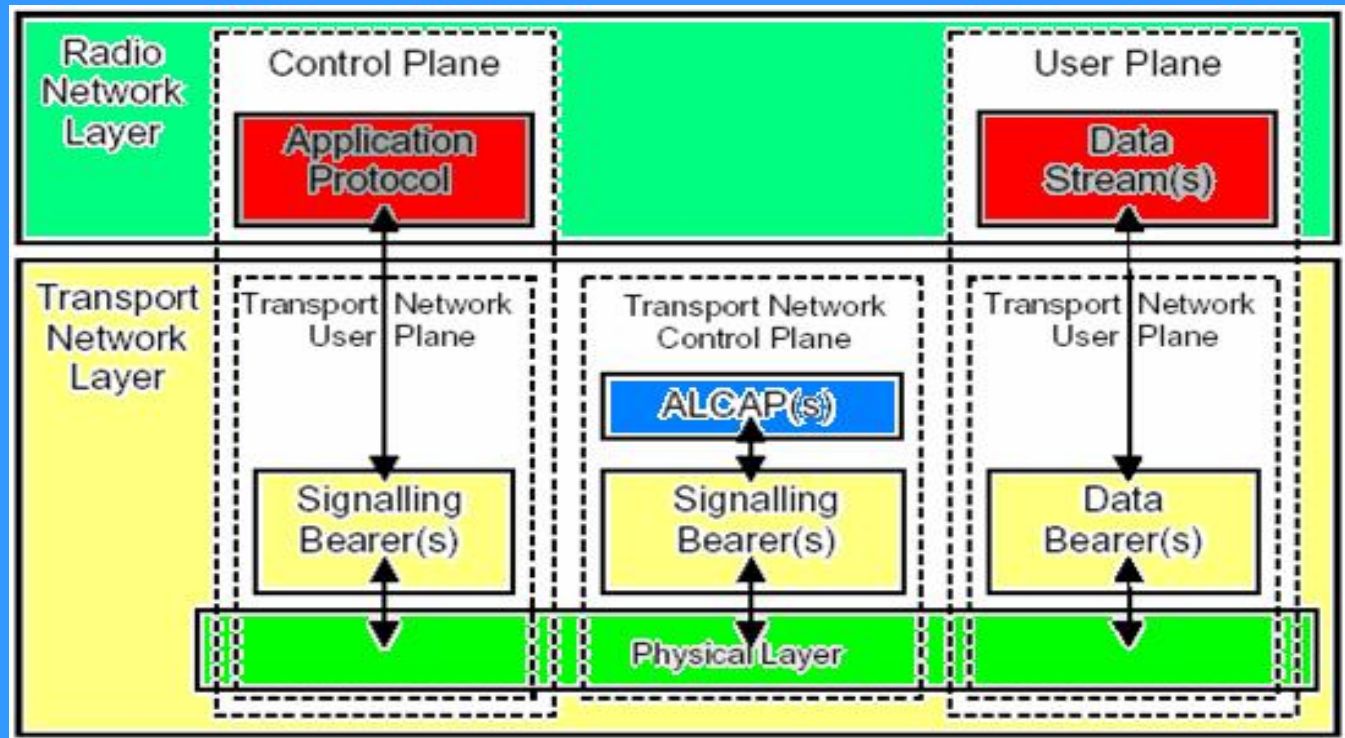 Radio
Network
Layer
Control Plane
Application
Protocol
User Plane
Data
Stream(s)
Transport
Network
Layer
Transport Network
User Plane
Signalling
Bearer(s)
Transport Network
Control Plane
ALCAP(s)
Signalling
Bearer(s)
Transport Network
User Plane
Data
Bearer(s)
Physical Layer